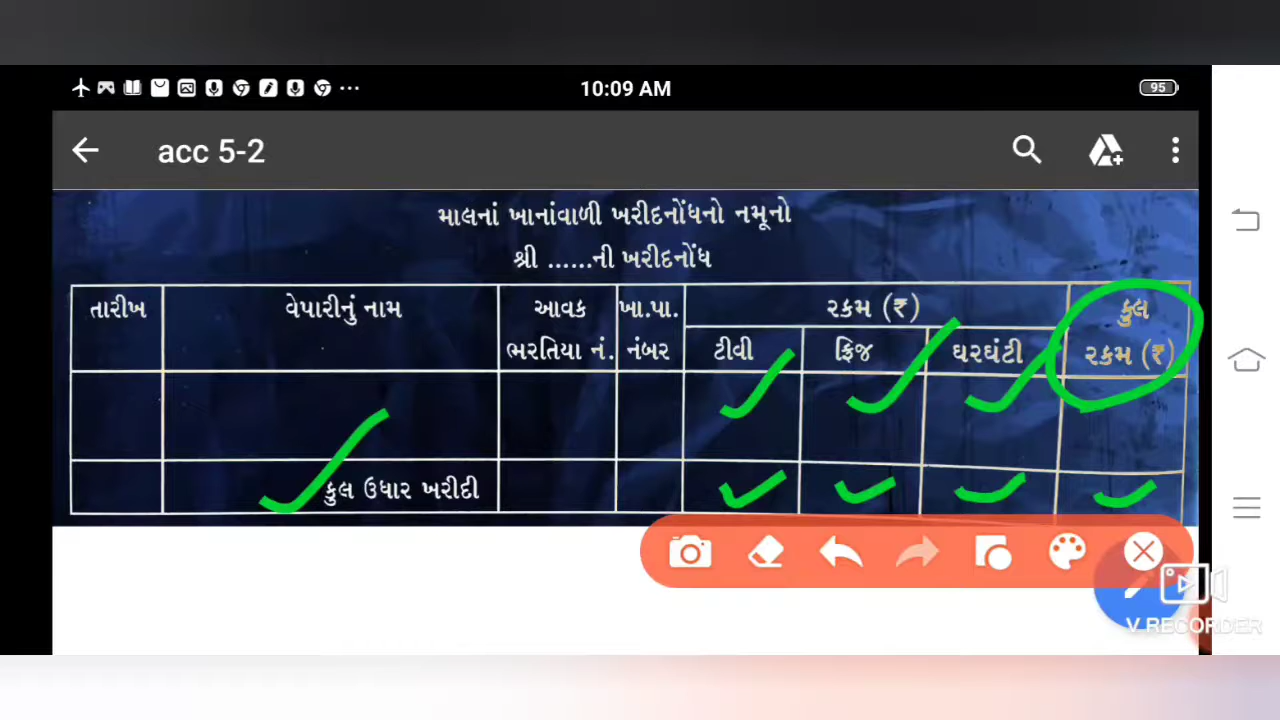 10:09 AM
95
acc 5-2
માલનાં ખાનાંવાળી ખરીદનોંધનો નમૂનો
શ્રી ......ની ખરીદનોંધ
તારીખ વેપારીનું નામ આવક ખા.પા. રકમ (₹) કુલ
ભરતિયા નં. નંબર ટીવી ફ્રિજ ઘરઘંટી રકમ (₹)
કુલ ઉધાર ખરીદી
V RECORDER